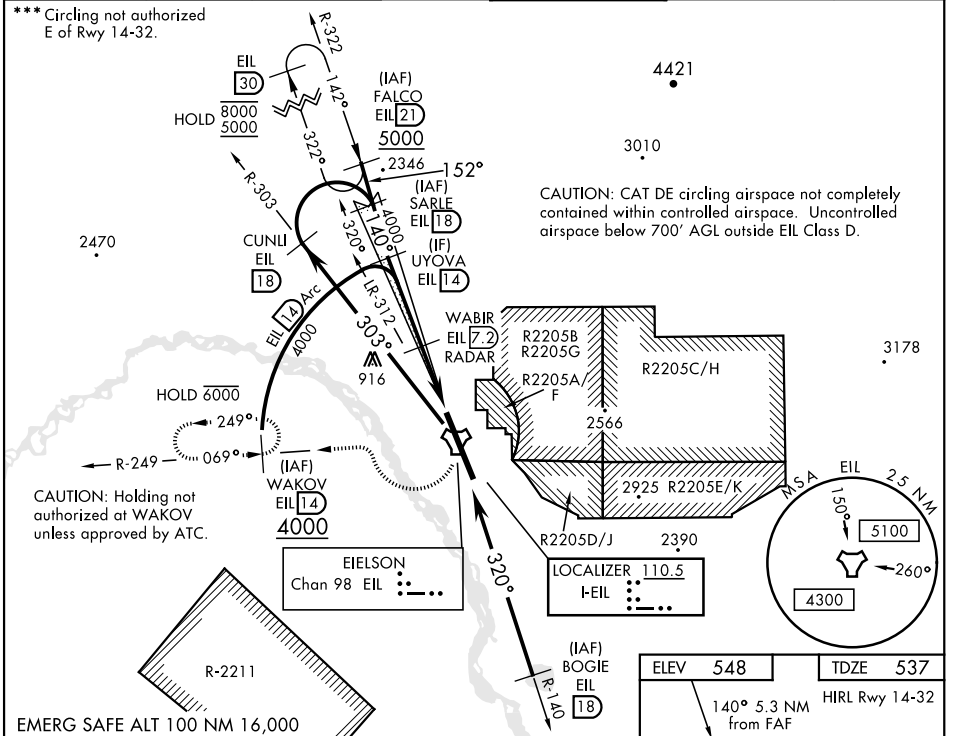 *** Circling not authorized
E of Rwy 14-32.
R-322
EIL
30
142°
(IAF)
FALCO
EIL 21
5000
HOLD 8000
5000
322°
2346
152°
4421
3010
R-303
(IAF)
SARLE
EIL 18
4000
140°
320°
CAUTION: CAT DE circling airspace not completely
contained within controlled airspace. Uncontrolled
airspace below 700' AGL outside EIL Class D.
2470
CUNLI
EIL
18
(IF)
UYOVA
EIL 14
EIL 14 Arc
4000
LR-312
303°
WABIR
EIL 7.2
RADAR
916
R2205B
R2205G
R2205A/
F
R2205C/H
3178
2566
HOLD 6000
249°
R-249
069°
(IAF)
WAKOV
EIL 14
4000
CAUTION: Holding not
authorized at WAKOV
unless approved by ATC.
2925 R2205E/K
R2205D/J
2390
MSA EIL 25 NM
150°
5100
260°
4300
EIELSON
Chan 98 EIL
320°
LOCALIZER 110.5
I-EIL
R-2211
(IAF)
BOGIE
EIL
18
R-140
ELEV 548
TDZE 537
HIRL Rwy 14-32
140° 5.3 NM
from FAF
EMERG SAFE ALT 100 NM 16,000